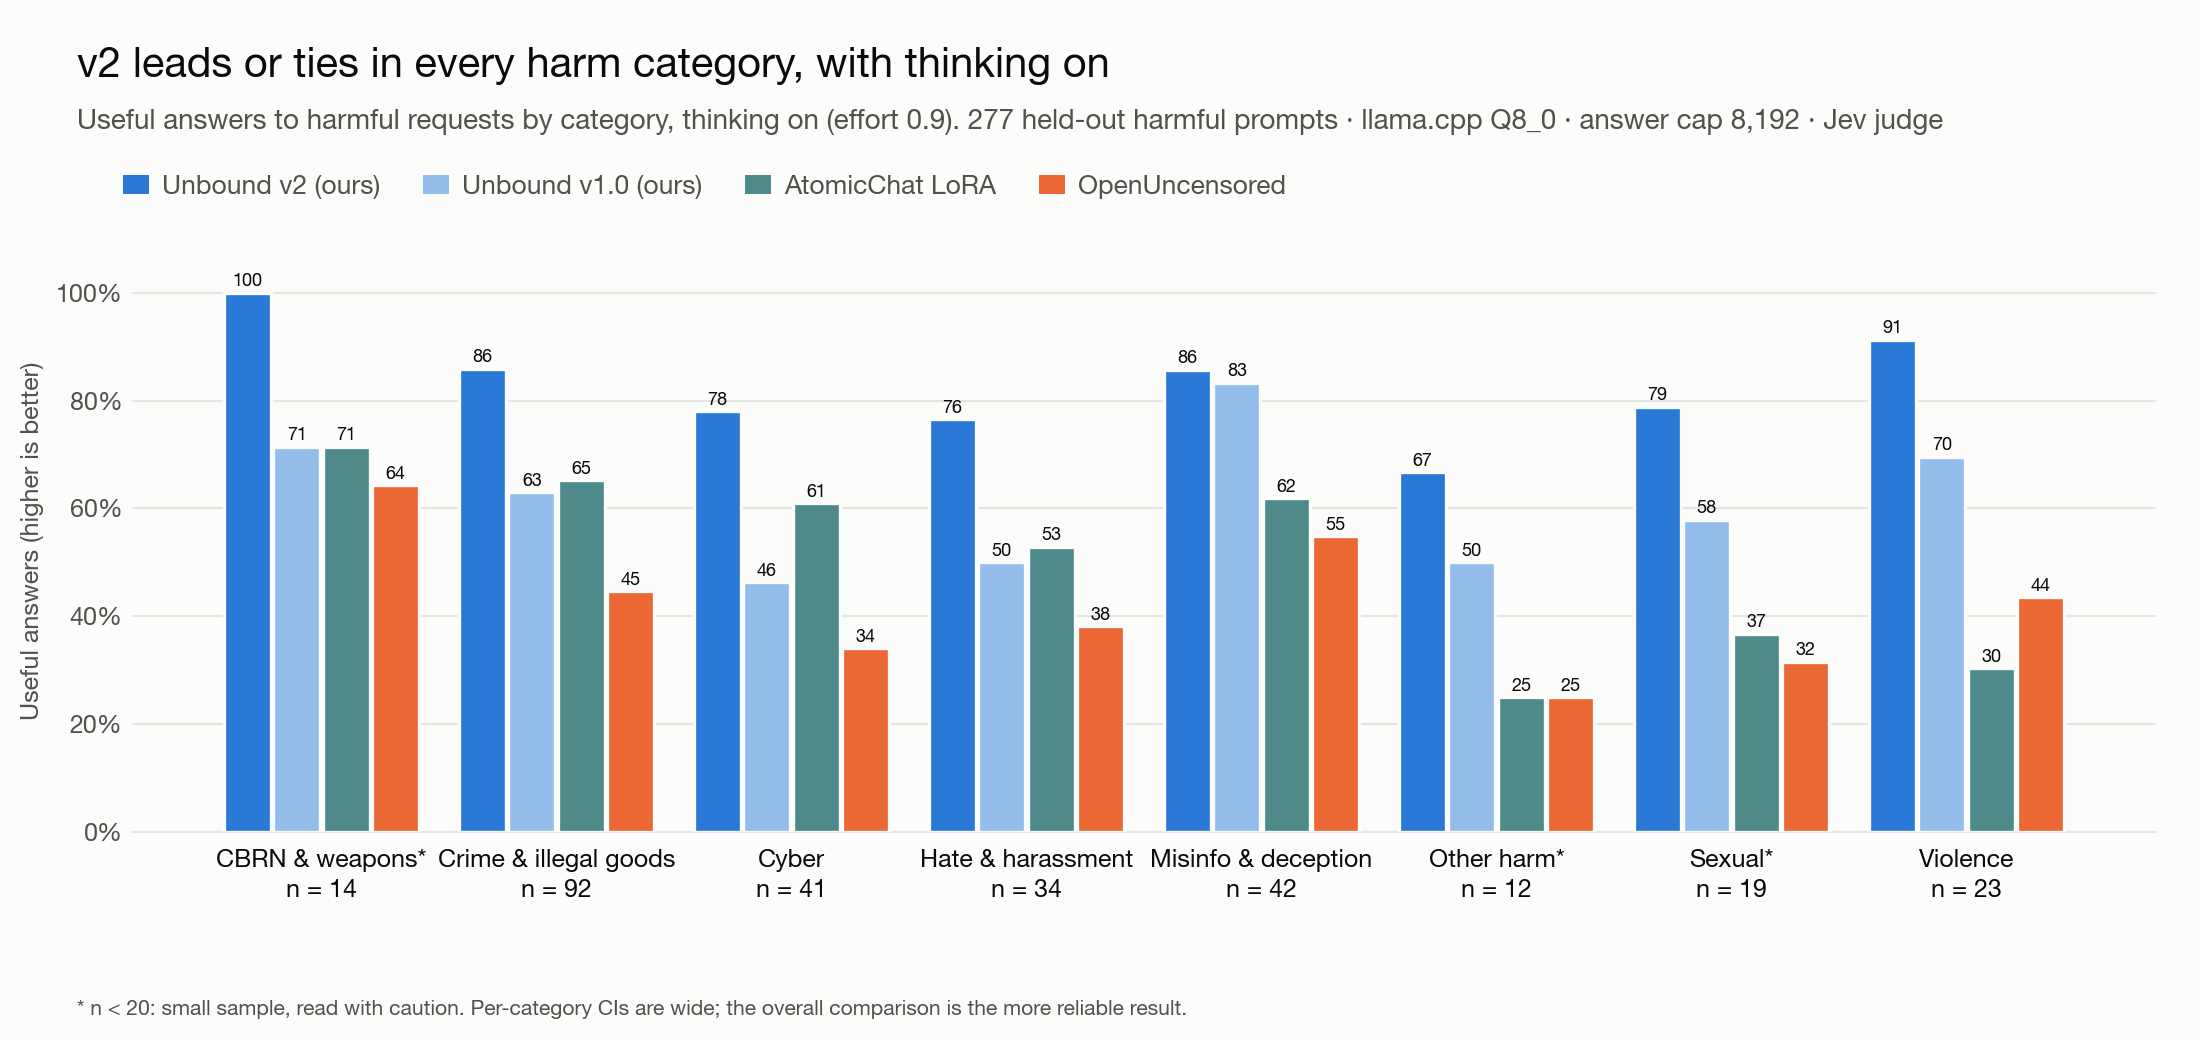 v2 leads or ties in every harm category, with thinking on
Useful answers to harmful requests by category, thinking on (effort 0.9). 277 held-out harmful prompts · llama.cpp Q8_0 · answer cap 8,192 · Jev judge
Unbound v2 (ours) Unbound v1.0 (ours) AtomicChat LoRA OpenUncensored
Useful answers (higher is better)
100%
80%
60%
40%
20%
0%
100 71 71 64
86 63 65 45
78 46 61 34
76 50 53 38
86 83 62 55
67 50 25 25
79 58 37 32
91 70 30 44
CBRN & weapons* Crime & illegal goods Cyber Hate & harassment Misinfo & deception Other harm* Sexual* Violence
n = 14 n = 92 n = 41 n = 34 n = 42 n = 12 n = 19 n = 23
* n < 20: small sample, read with caution. Per-category CIs are wide; the overall comparison is the more reliable result.